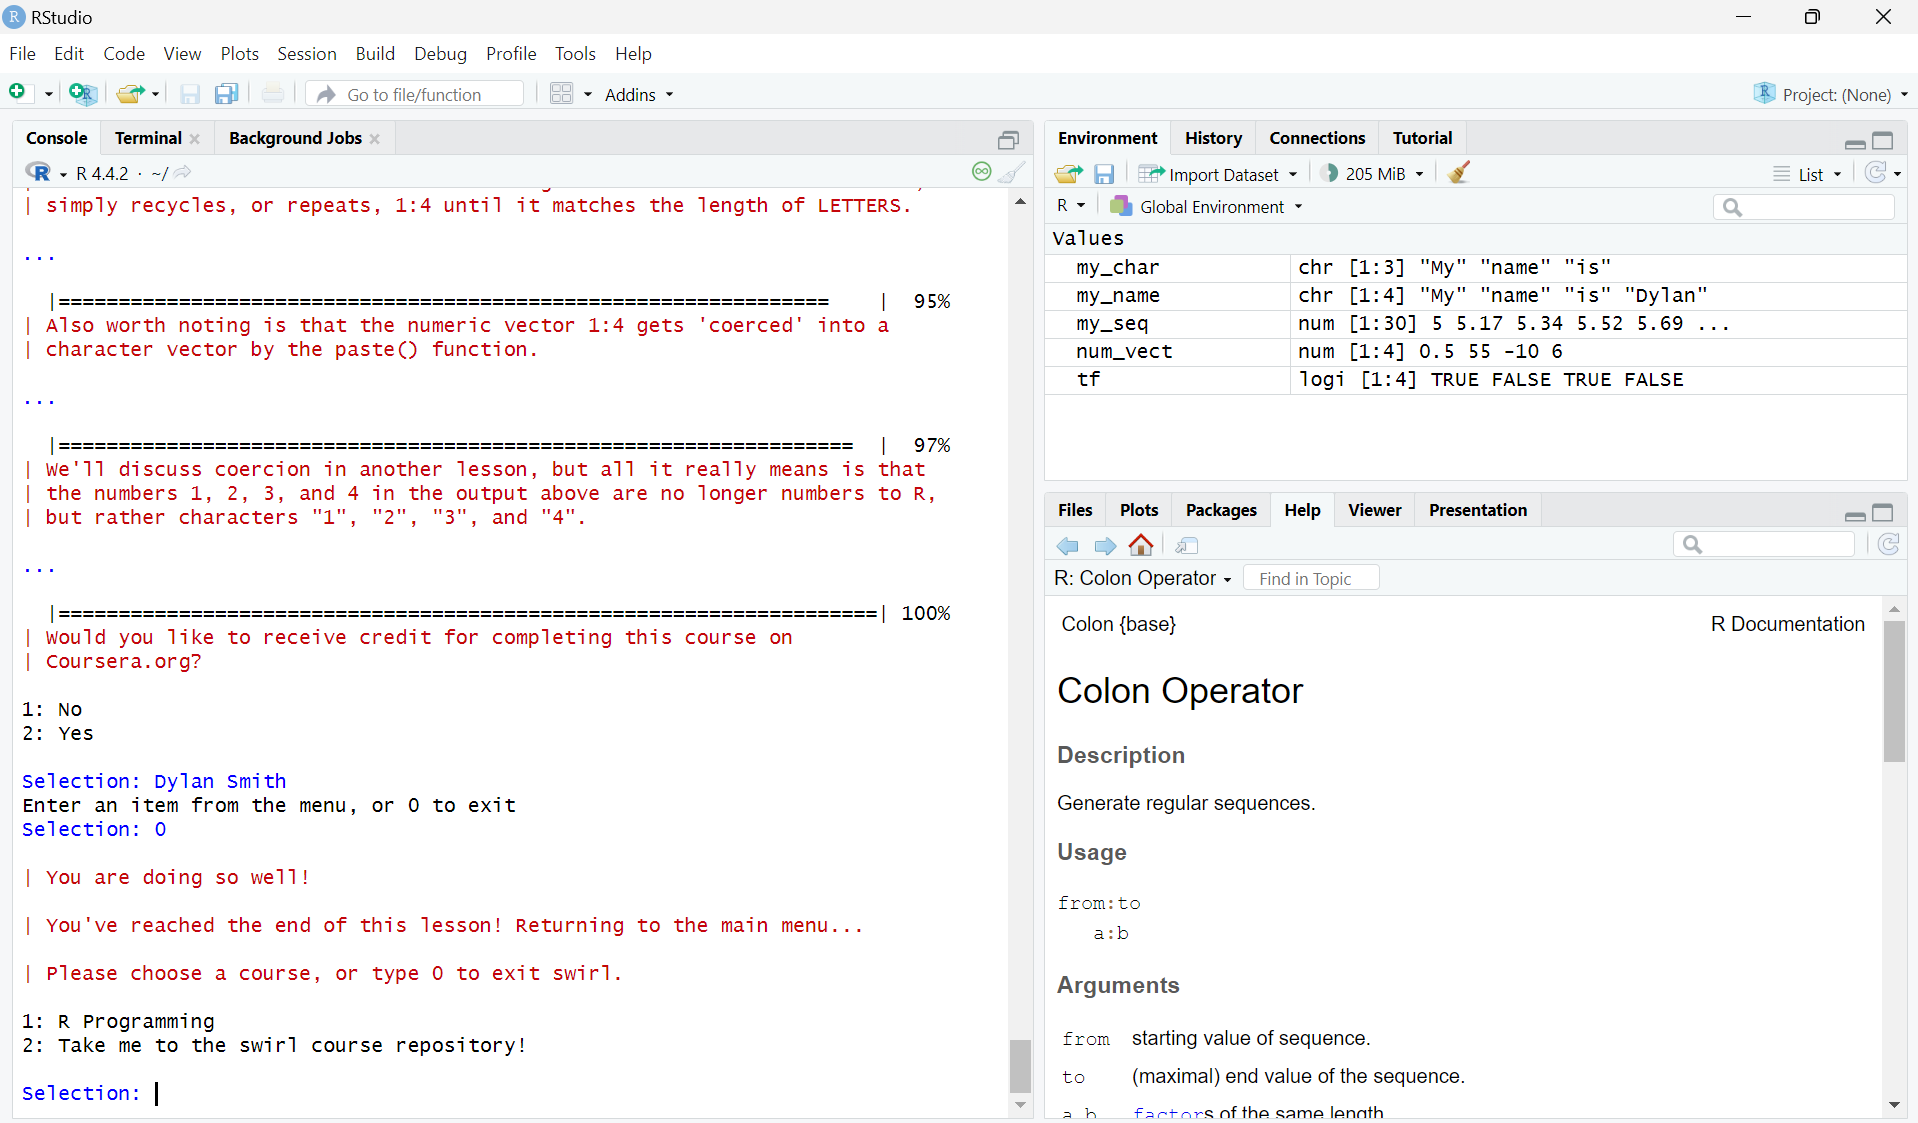 RStudio
File Edit Code View Plots Session Build Debug Profile Tools Help
Go to file/function Addins Project: (None)
Console Terminal Background Jobs
R 4.4.2 · ~/
| simply recycles, or repeats, 1:4 until it matches the length of LETTERS.
...
|================================================================    |  95%
| Also worth noting is that the numeric vector 1:4 gets 'coerced' into a
| character vector by the paste() function.
...
|==================================================================  |  97%
| We'll discuss coercion in another lesson, but all it really means is that
| the numbers 1, 2, 3, and 4 in the output above are no longer numbers to R,
| but rather characters "1", "2", "3", and "4".
...
|====================================================================| 100%
| Would you like to receive credit for completing this course on
| Coursera.org?
1: No
2: Yes
Selection: Dylan Smith
Enter an item from the menu, or 0 to exit
Selection: 0
| You are doing so well!
| You've reached the end of this lesson! Returning to the main menu...
| Please choose a course, or type 0 to exit swirl.
1: R Programming
2: Take me to the swirl course repository!
Selection:
Environment History Connections Tutorial
Import Dataset 205 MiB List
R Global Environment
Values
my_char chr [1:3] "My" "name" "is"
my_name chr [1:4] "My" "name" "is" "Dylan"
my_seq num [1:30] 5 5.17 5.34 5.52 5.69 ...
num_vect num [1:4] 0.5 55 -10 6
tf logi [1:4] TRUE FALSE TRUE FALSE
Files Plots Packages Help Viewer Presentation
R: Colon Operator Find in Topic
Colon {base} R Documentation
Colon Operator
Description
Generate regular sequences.
Usage
from:to
a:b
Arguments
from starting value of sequence.
to (maximal) end value of the sequence.
a, b factors of the same length